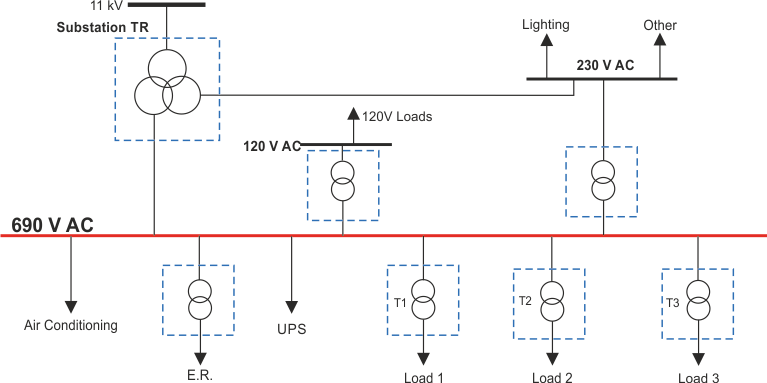 11 kV
Substation TR
Lighting
Other
230 V AC
120V Loads
120 V AC
690 V AC
T1
T2
T3
Air Conditioning
UPS
E.R.
Load 1
Load 2
Load 3